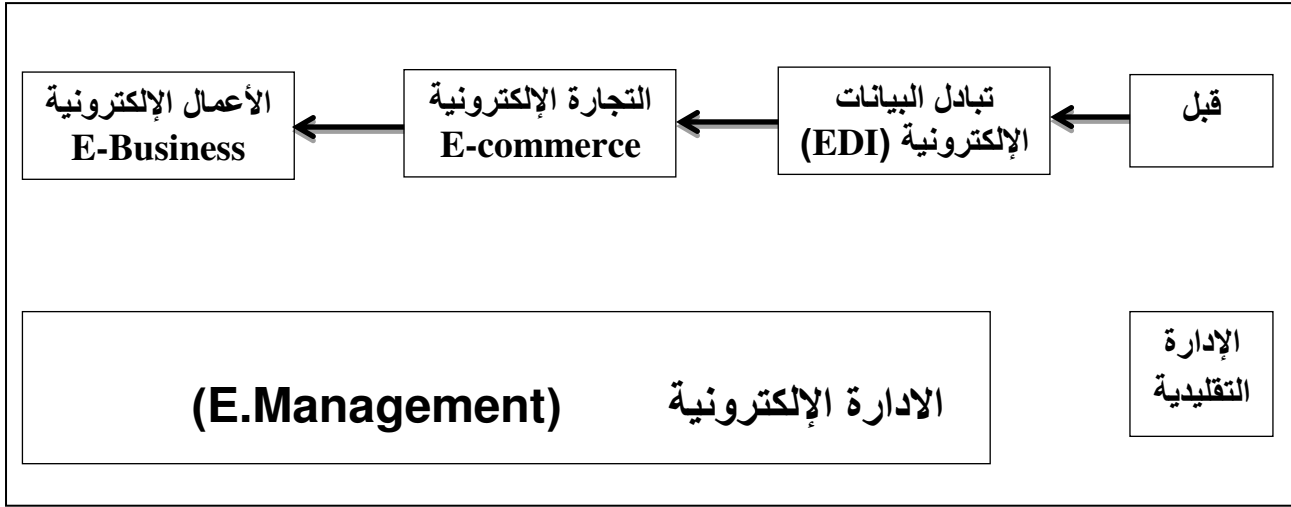 قبل
تبادل البيانات
الإلكترونية (EDI)
التجارة الإلكترونية
E-commerce
الأعمال الإلكترونية
E-Business
الإدارة
التقليدية
الادارة الإلكترونية (E.Management)